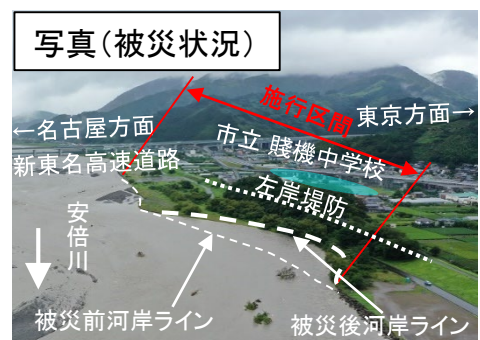 写真(被災状況)
施行区間
東京方面→
←名古屋方面
市立 賤機中学校
新東名高速道路
左岸堤防
安倍川
被災前河岸ライン
被災後河岸ライン